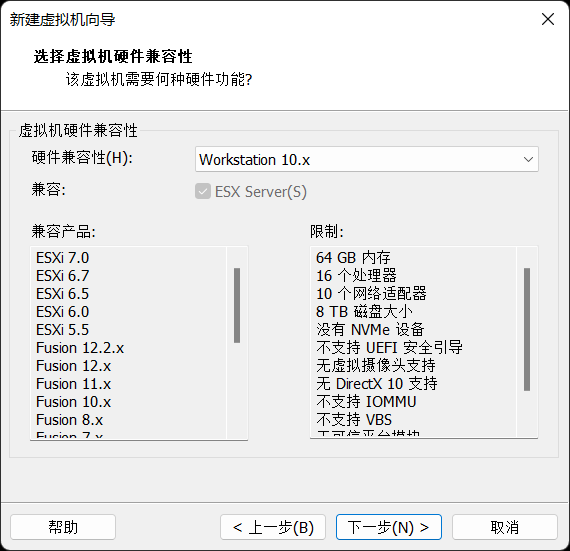 新建虚拟机向导
选择虚拟机硬件兼容性
该虚拟机需要何种硬件功能?
虚拟机硬件兼容性
硬件兼容性(H): Workstation 10.x
兼容: ESX Server(S)
兼容产品:
ESXi 7.0
ESXi 6.7
ESXi 6.5
ESXi 6.0
ESXi 5.5
Fusion 12.2.x
Fusion 12.x
Fusion 11.x
Fusion 10.x
Fusion 8.x
Fusion 7.x
限制:
64 GB 内存
16 个处理器
10 个网络适配器
8 TB 磁盘大小
没有 NVMe 设备
不支持 UEFI 安全引导
无虚拟摄像头支持
无 DirectX 10 支持
不支持 IOMMU
不支持 VBS
无可信平台模块
帮助 < 上一步(B) 下一步(N) > 取消